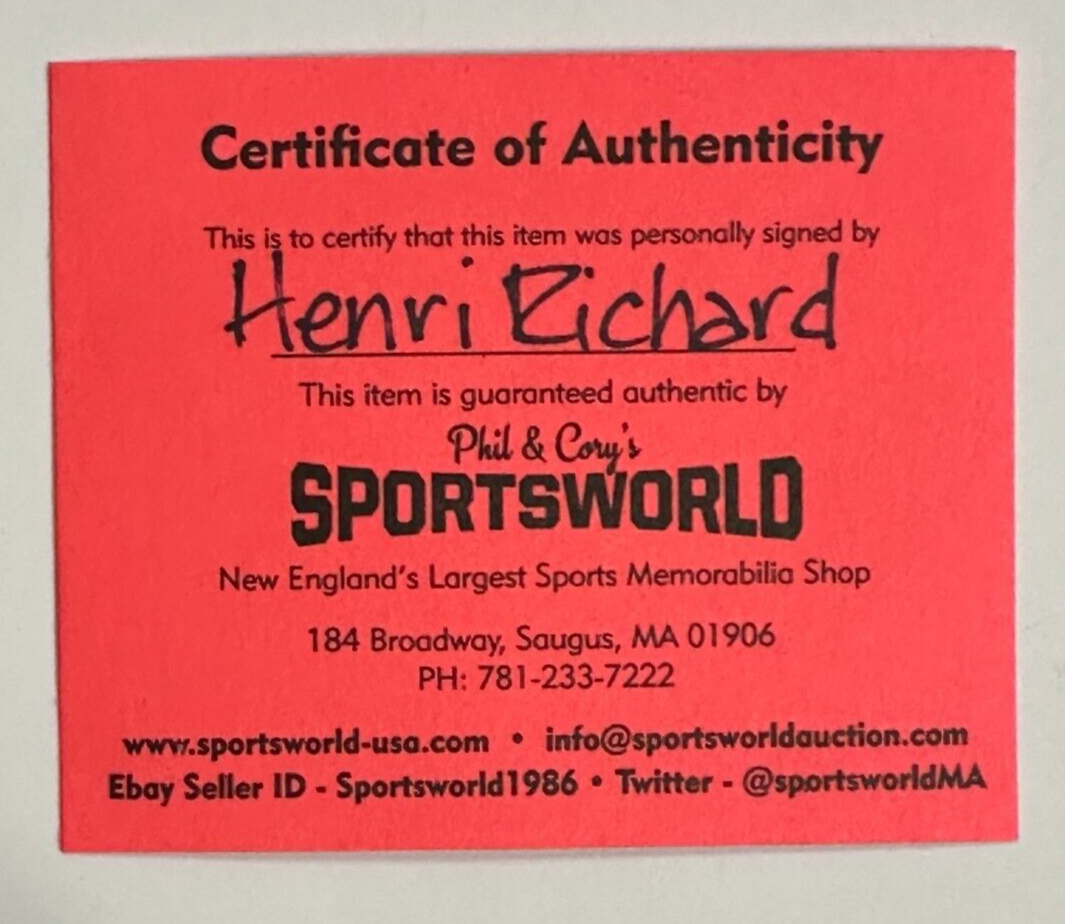 Certificate of Authenticity
This is to certify that this item was personally signed by
Henri Richard
This item is guaranteed authentic by
Phil & Cory's
SPORTSWORLD
New England's Largest Sports Memorabilia Shop
184 Broadway, Saugus, MA 01906
PH: 781-233-7222
www.sportsworld-usa.com • info@sportsworldauction.com
Ebay Seller ID - Sportsworld1986 • Twitter - @sportsworldMA